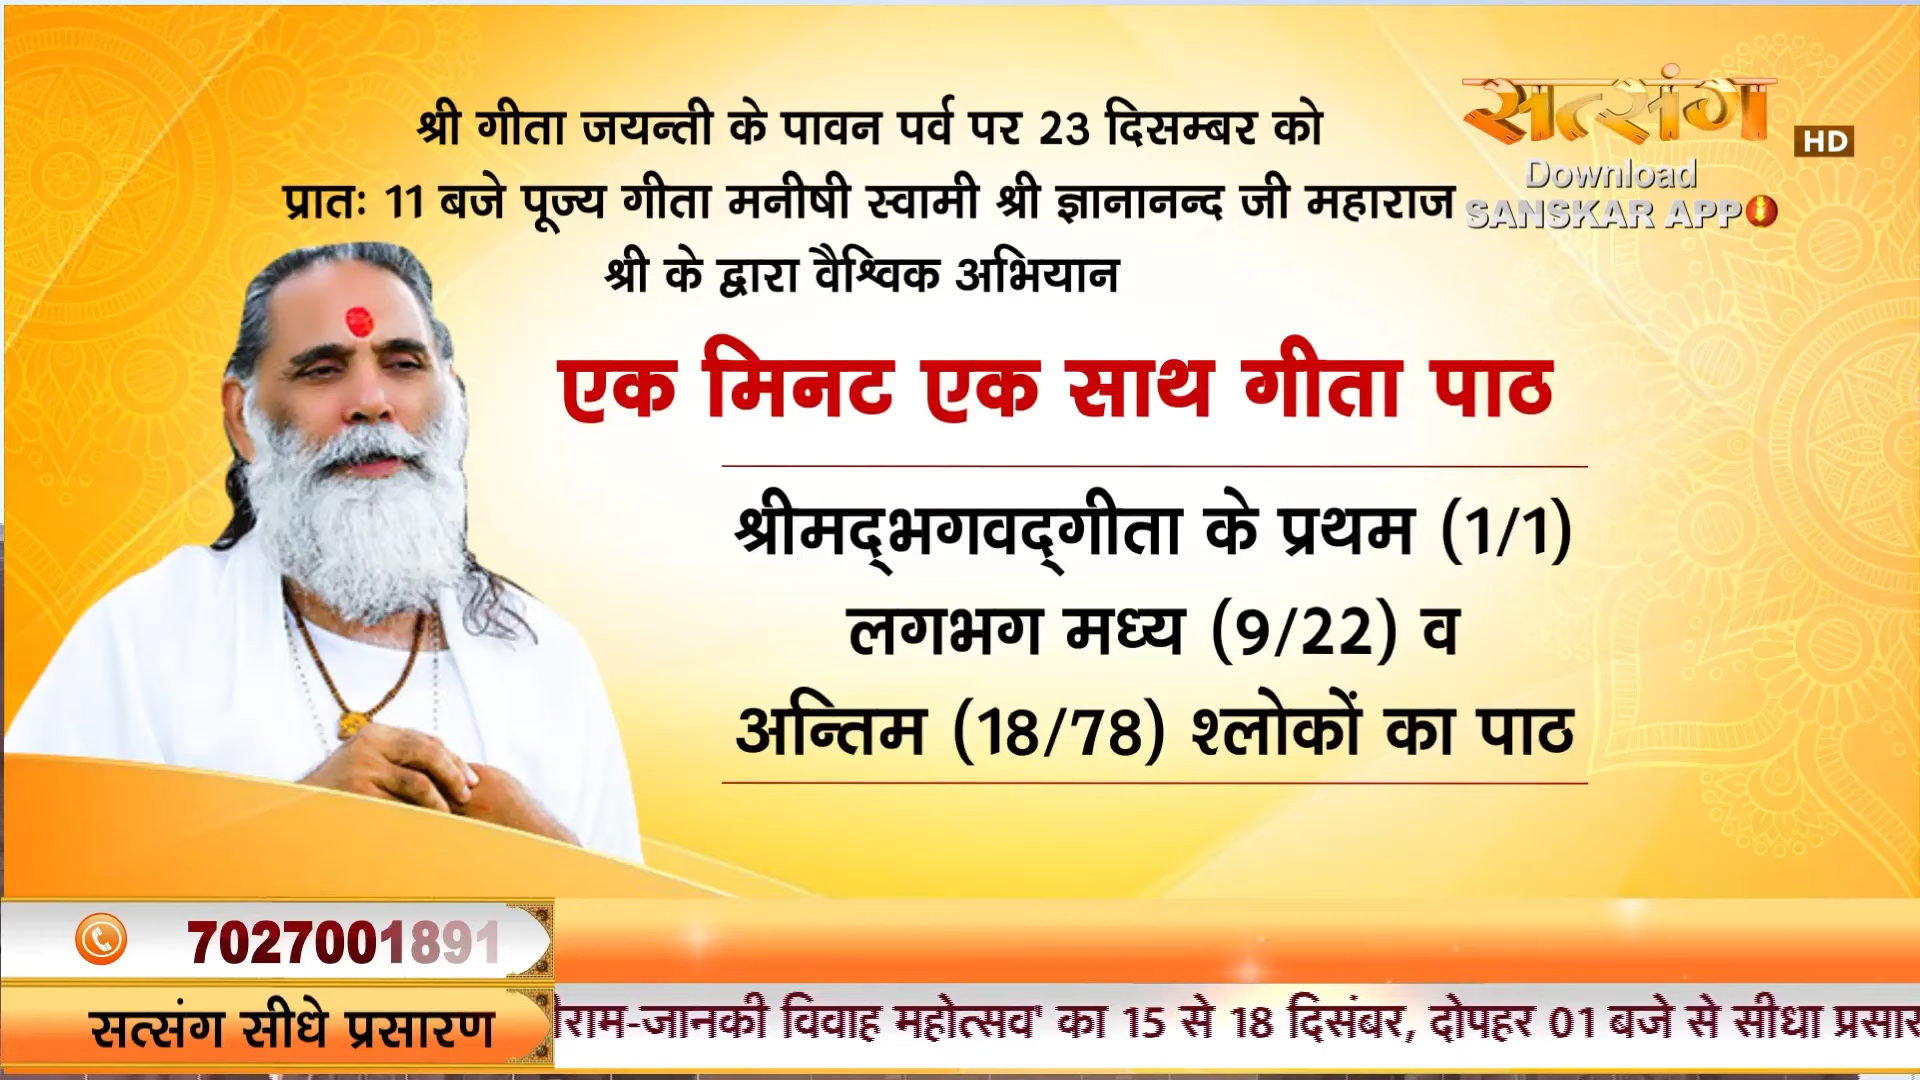 श्री गीता जयन्ती के पावन पर्व पर 23 दिसम्बर को
प्रातः 11 बजे पूज्य गीता मनीषी स्वामी श्री ज्ञानानन्द जी महाराज
श्री के द्वारा वैश्विक अभियान
सत्संग
HD
Download
SANSKAR APP
एक मिनट एक साथ गीता पाठ
श्रीमद्‌भगवद्‌गीता के प्रथम (1/1)
लगभग मध्य (9/22) व
अन्तिम (18/78) श्लोकों का पाठ
7027001891
सत्संग सीधे प्रसारण
राम-जानकी विवाह महोत्सव' का 15 से 18 दिसंबर, दोपहर 01 बजे से सीधा